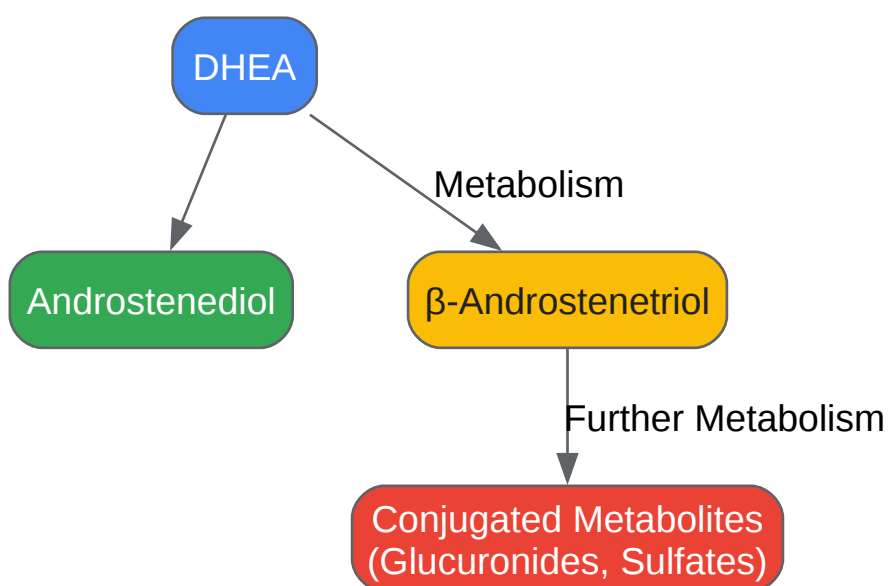 DHEA
Metabolism
Androstenediol
β-Androstenetriol
Further Metabolism
Conjugated Metabolites
(Glucuronides, Sulfates)